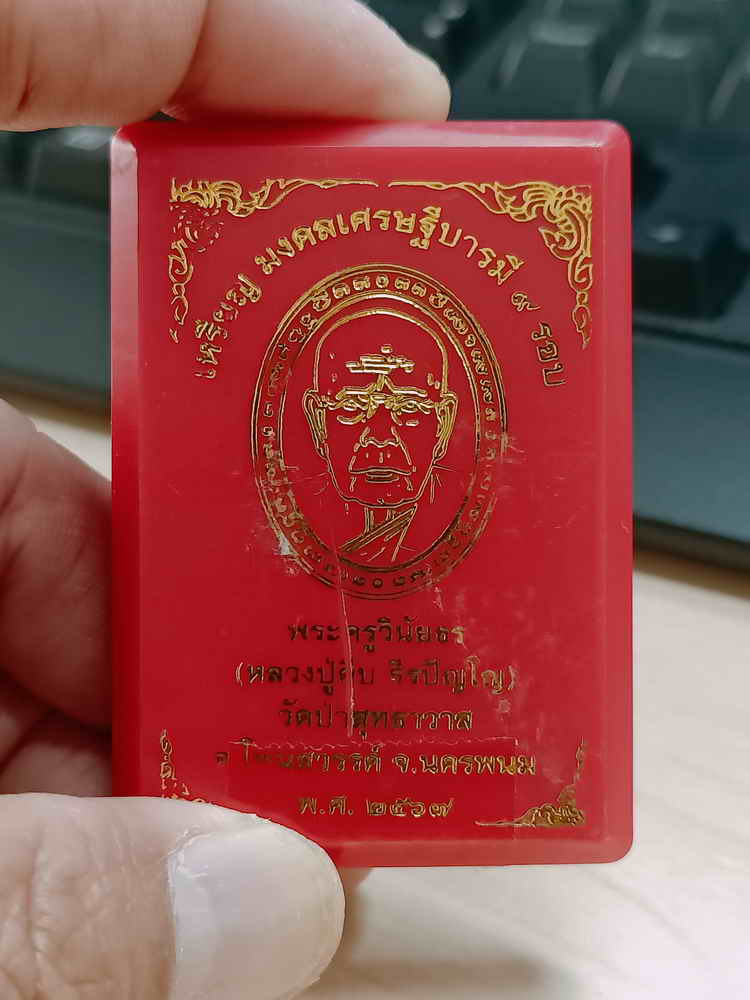 เหรียญ มงคลเศรษฐีบารมี ๙ รอบ
พระครูวินัยธร
(หลวงปู่ ธีรปัญโญ)
วัดป่าสุทธาวาส
อ.โพนสวรรค์ จ.นครพนม
พ.ศ. ๒๕๖๗